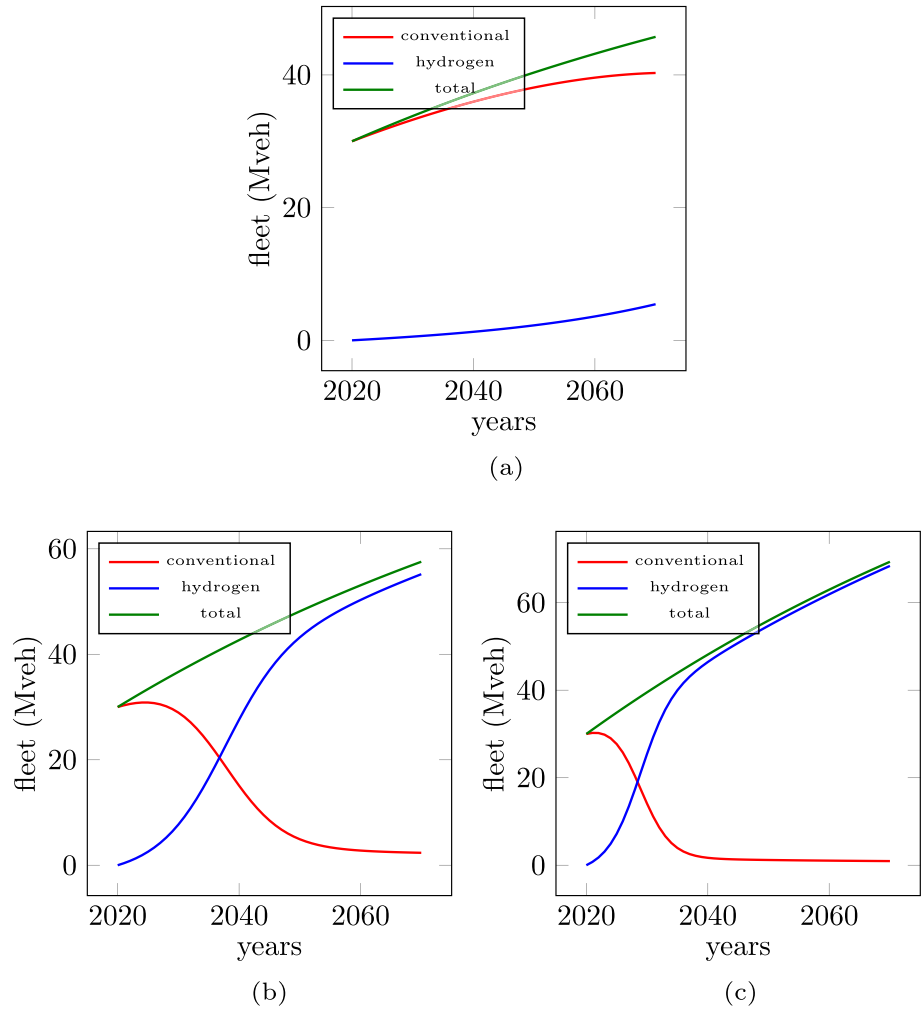 conventional
hydrogen
total
40
20
0
fleet (Mveh)
2020 2040 2060
years
(a)
conventional
hydrogen
total
60
40
20
0
fleet (Mveh)
2020 2040 2060
years
(b)
conventional
hydrogen
total
60
40
20
0
fleet (Mveh)
2020 2040 2060
years
(c)